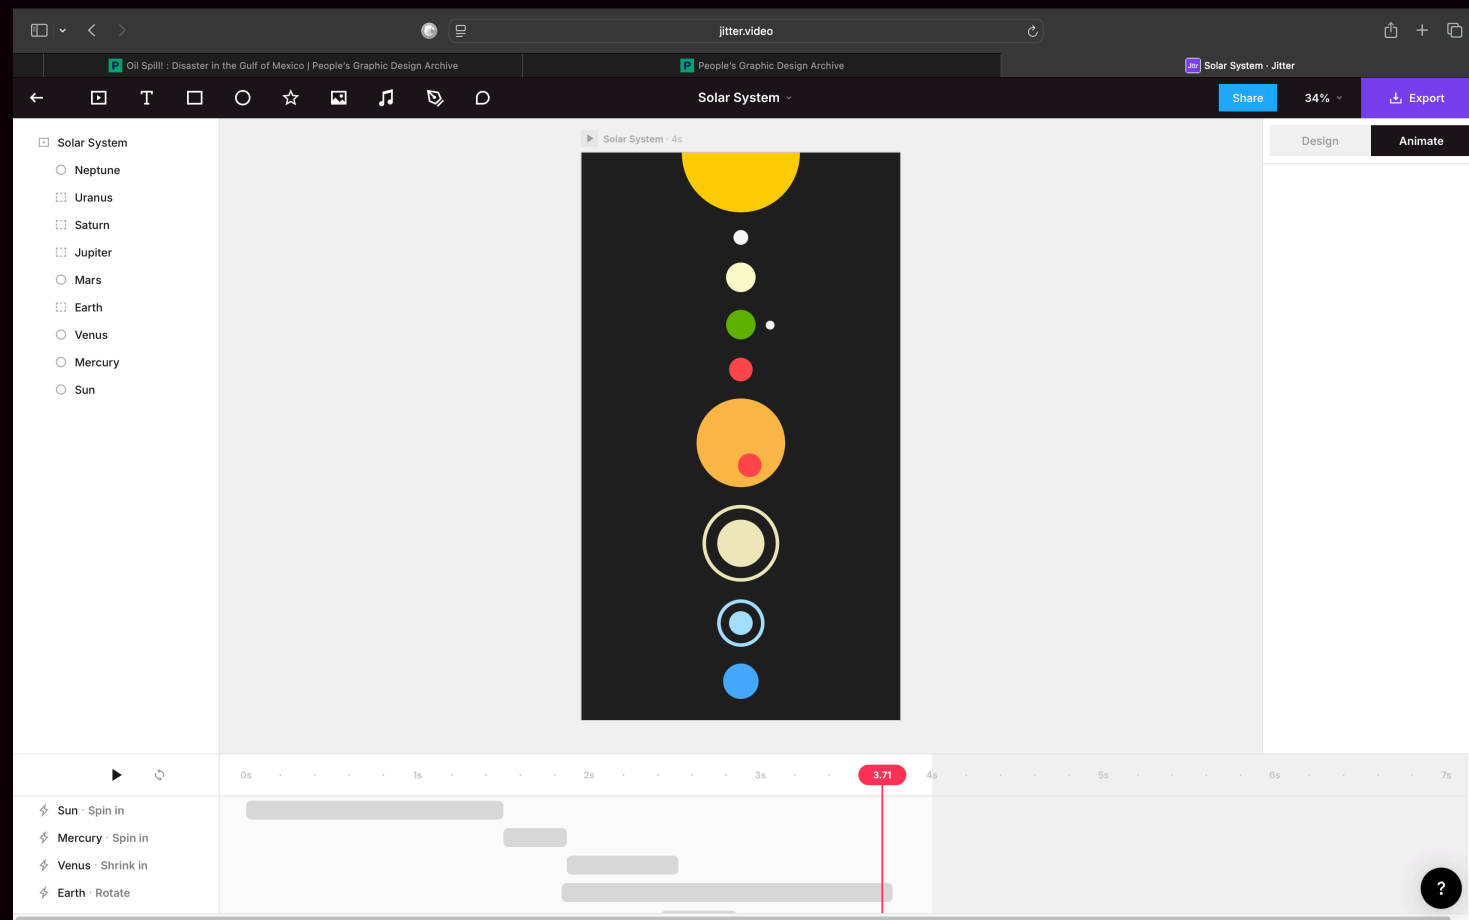 jitter.video
P Oil Spill! : Disaster in the Gulf of Mexico | People's Graphic Design Archive
P People's Graphic Design Archive
Jitr Solar System · Jitter
T
Solar System
Share
34%
Export
Solar System
Neptune
Uranus
Saturn
Jupiter
Mars
Earth
Venus
Mercury
Sun
Solar System · 4s
Design
Animate
0s 1s 2s 3s 3.71 4s 5s 6s 7s
Sun · Spin in
Mercury · Spin in
Venus · Shrink in
Earth · Rotate
?